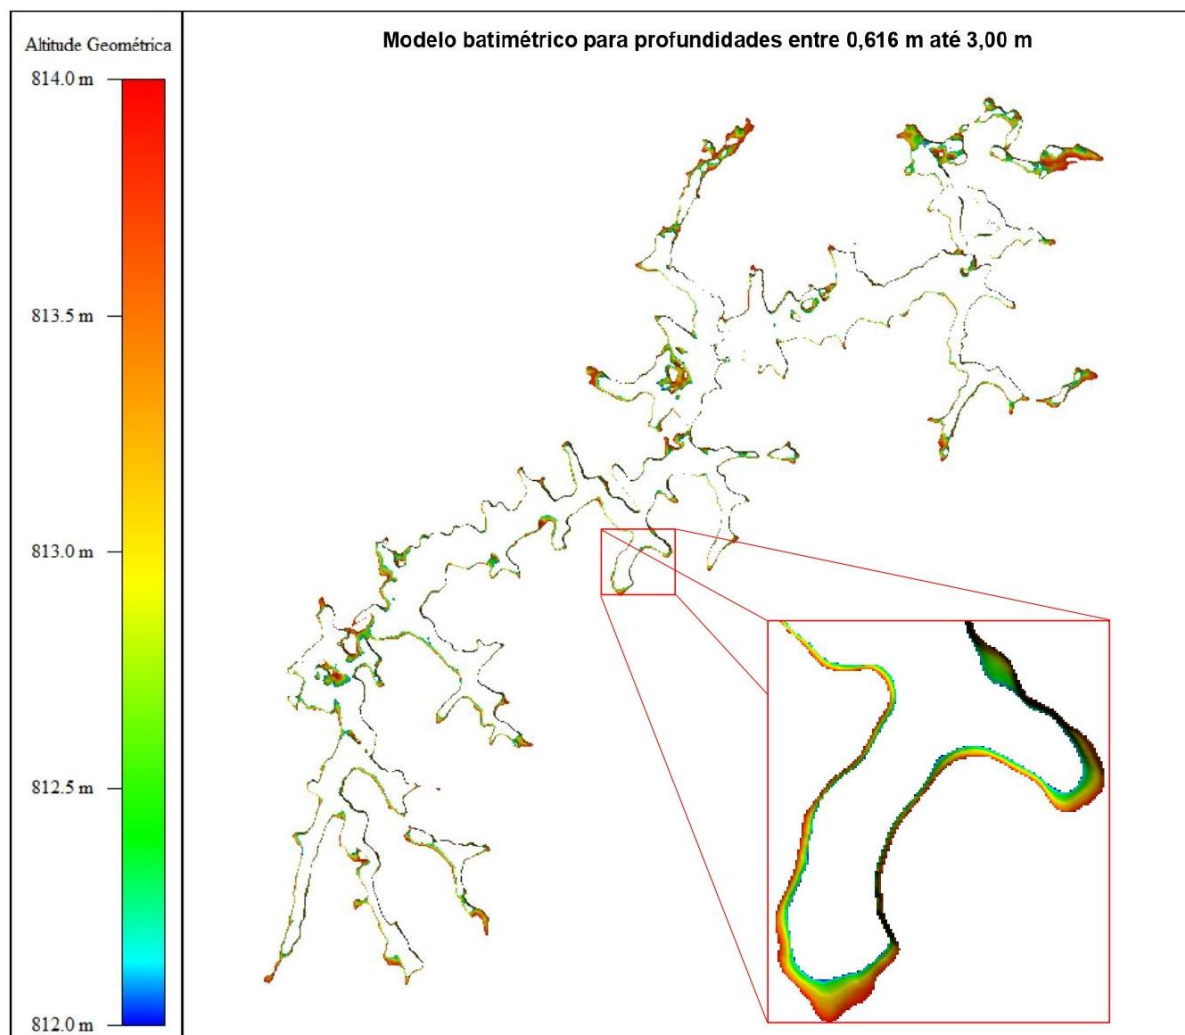 Altitude Geométrica
814.0 m
813.5 m
813.0 m
812.5 m
812.0 m
Modelo batimétrico para profundidades entre 0,616 m até 3,00 m